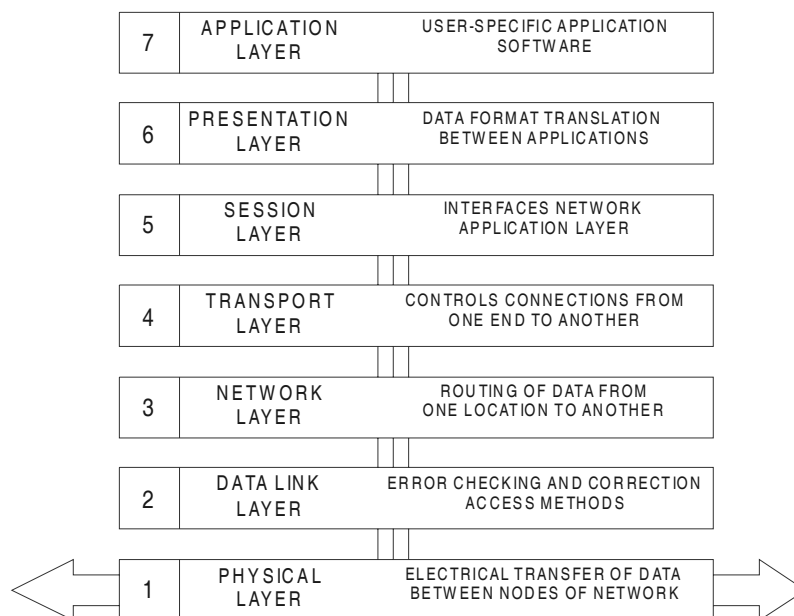 7
APPLICATION
LAYER
USER-SPECIFIC APPLICATION
SOFTWARE
6
PRESENTATION
LAYER
DATA FORMAT TRANSLATION
BETWEEN APPLICATIONS
5
SESSION
LAYER
INTERFACES NETWORK
APPLICATION LAYER
4
TRANSPORT
LAYER
CONTROLS CONNECTIONS FROM
ONE END TO ANOTHER
3
NETWORK
LAYER
ROUTING OF DATA FROM
ONE LOCATION TO ANOTHER
2
DATA LINK
LAYER
ERROR CHECKING AND CORRECTION
ACCESS METHODS
1
PHYSICAL
LAYER
ELECTRICAL TRANSFER OF DATA
BETWEEN NODES OF NETWORK